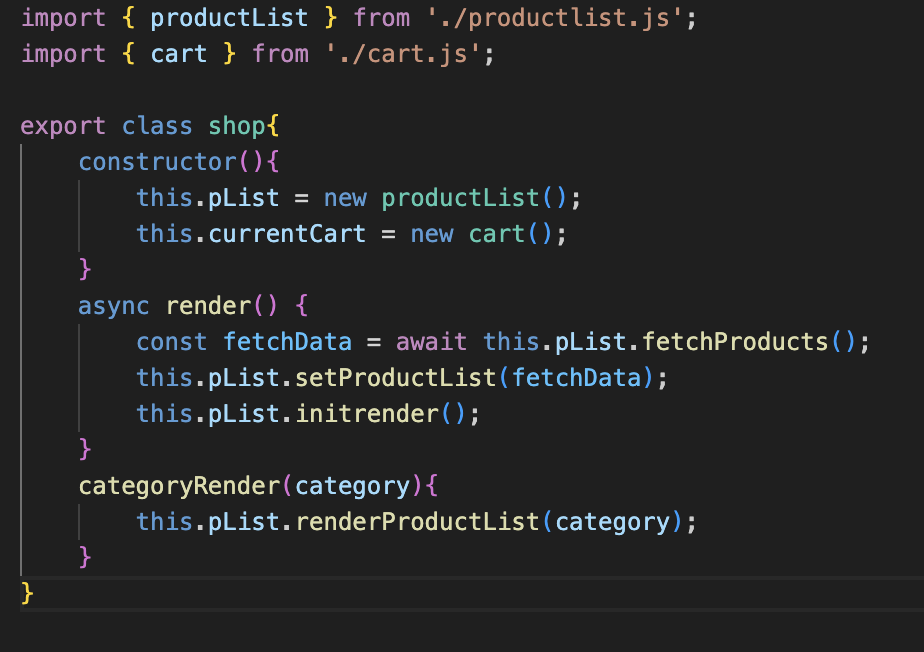 import { productList } from './productlist.js';
import { cart } from './cart.js';

export class shop{
    constructor(){
        this.pList = new productList();
        this.currentCart = new cart();
    }
    async render() {
        const fetchData = await this.pList.fetchProducts();
        this.pList.setProductList(fetchData);
        this.pList.initrender();
    }
    categoryRender(category){
        this.pList.renderProductList(category);
    }
}